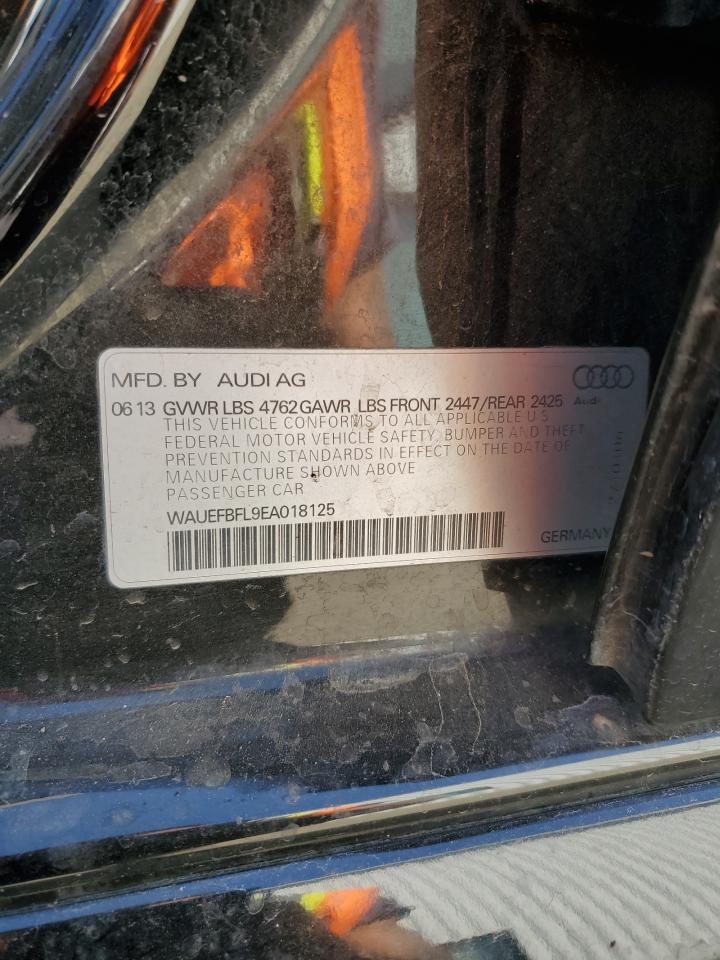 MFD. BY AUDI AG
06 13 GVWR LBS 4762 GAWR LBS FRONT 2447/REAR 2425 Audi
THIS VEHICLE CONFORMS TO ALL APPLICABLE U S
FEDERAL MOTOR VEHICLE SAFETY, BUMPER AND THEFT
PREVENTION STANDARDS IN EFFECT ON THE DATE OF
MANUFACTURE SHOWN ABOVE
PASSENGER CAR
WAUEFBFL9EA018125
GERMANY